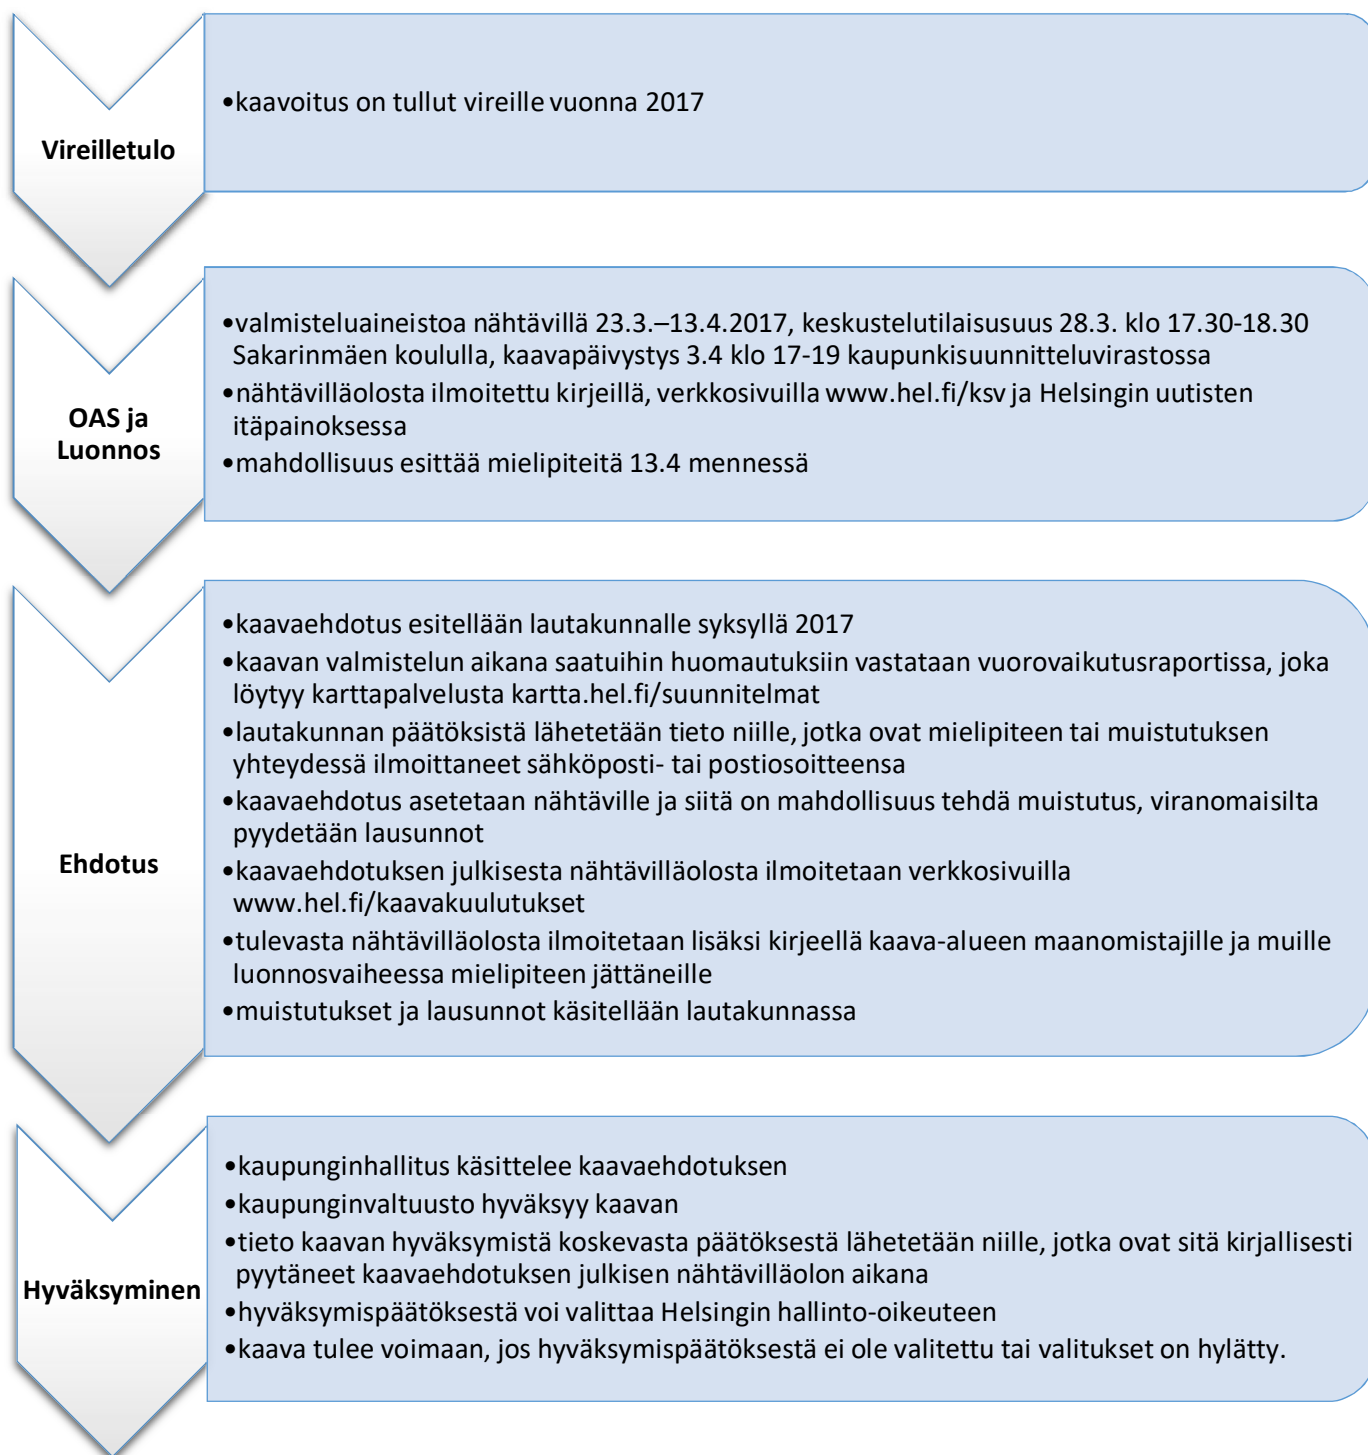 Vireilletulo
•kaavoitus on tullut vireille vuonna 2017
OAS ja
Luonnos
•valmisteluaineistoa nähtävillä 23.3.–13.4.2017, keskustelutilaisusuus 28.3. klo 17.30-18.30
Sakarinmäen koululla, kaavapäivystys 3.4 klo 17-19 kaupunkisuunnitteluvirastossa
•nähtävilläolosta ilmoitettu kirjeillä, verkkosivuilla www.hel.fi/ksv ja Helsingin uutisten
itäpainoksessa
•mahdollisuus esittää mielipiteitä 13.4 mennessä
Ehdotus
•kaavaehdotus esitellään lautakunnalle syksyllä 2017
•kaavan valmistelun aikana saatuihin huomautuksiin vastataan vuorovaikutusraportissa, joka
löytyy karttapalvelusta kartta.hel.fi/suunnitelmat
•lautakunnan päätöksistä lähetetään tieto niille, jotka ovat mielipiteen tai muistutuksen
yhteydessä ilmoittaneet sähköposti- tai postiosoitteensa
•kaavaehdotus asetetaan nähtäville ja siitä on mahdollisuus tehdä muistutus, viranomaisilta
pyydetään lausunnot
•kaavaehdotuksen julkisesta nähtävilläolosta ilmoitetaan verkkosivuilla
www.hel.fi/kaavakuulutukset
•tulevasta nähtävilläolosta ilmoitetaan lisäksi kirjeellä kaava-alueen maanomistajille ja muille
luonnosvaiheessa mielipiteen jättäneille
•muistutukset ja lausunnot käsitellään lautakunnassa
Hyväksyminen
•kaupunginhallitus käsittelee kaavaehdotuksen
•kaupunginvaltuusto hyväksyy kaavan
•tieto kaavan hyväksymistä koskevasta päätöksestä lähetetään niille, jotka ovat sitä kirjallisesti
pyytäneet kaavaehdotuksen julkisen nähtävilläolon aikana
•hyväksymispäätöksestä voi valittaa Helsingin hallinto-oikeuteen
•kaava tulee voimaan, jos hyväksymispäätöksestä ei ole valitettu tai valitukset on hylätty.